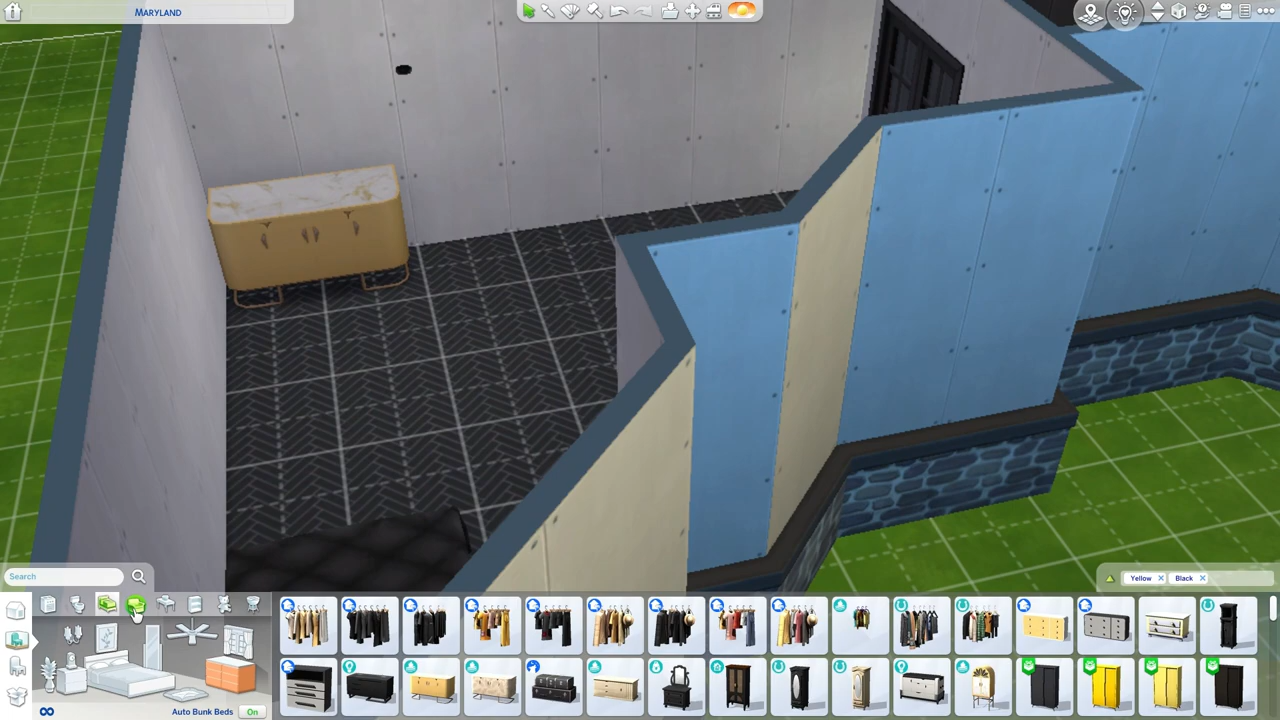 MARYLAND
Yellow ×
Black ×
Search
Auto Bunk Beds
On